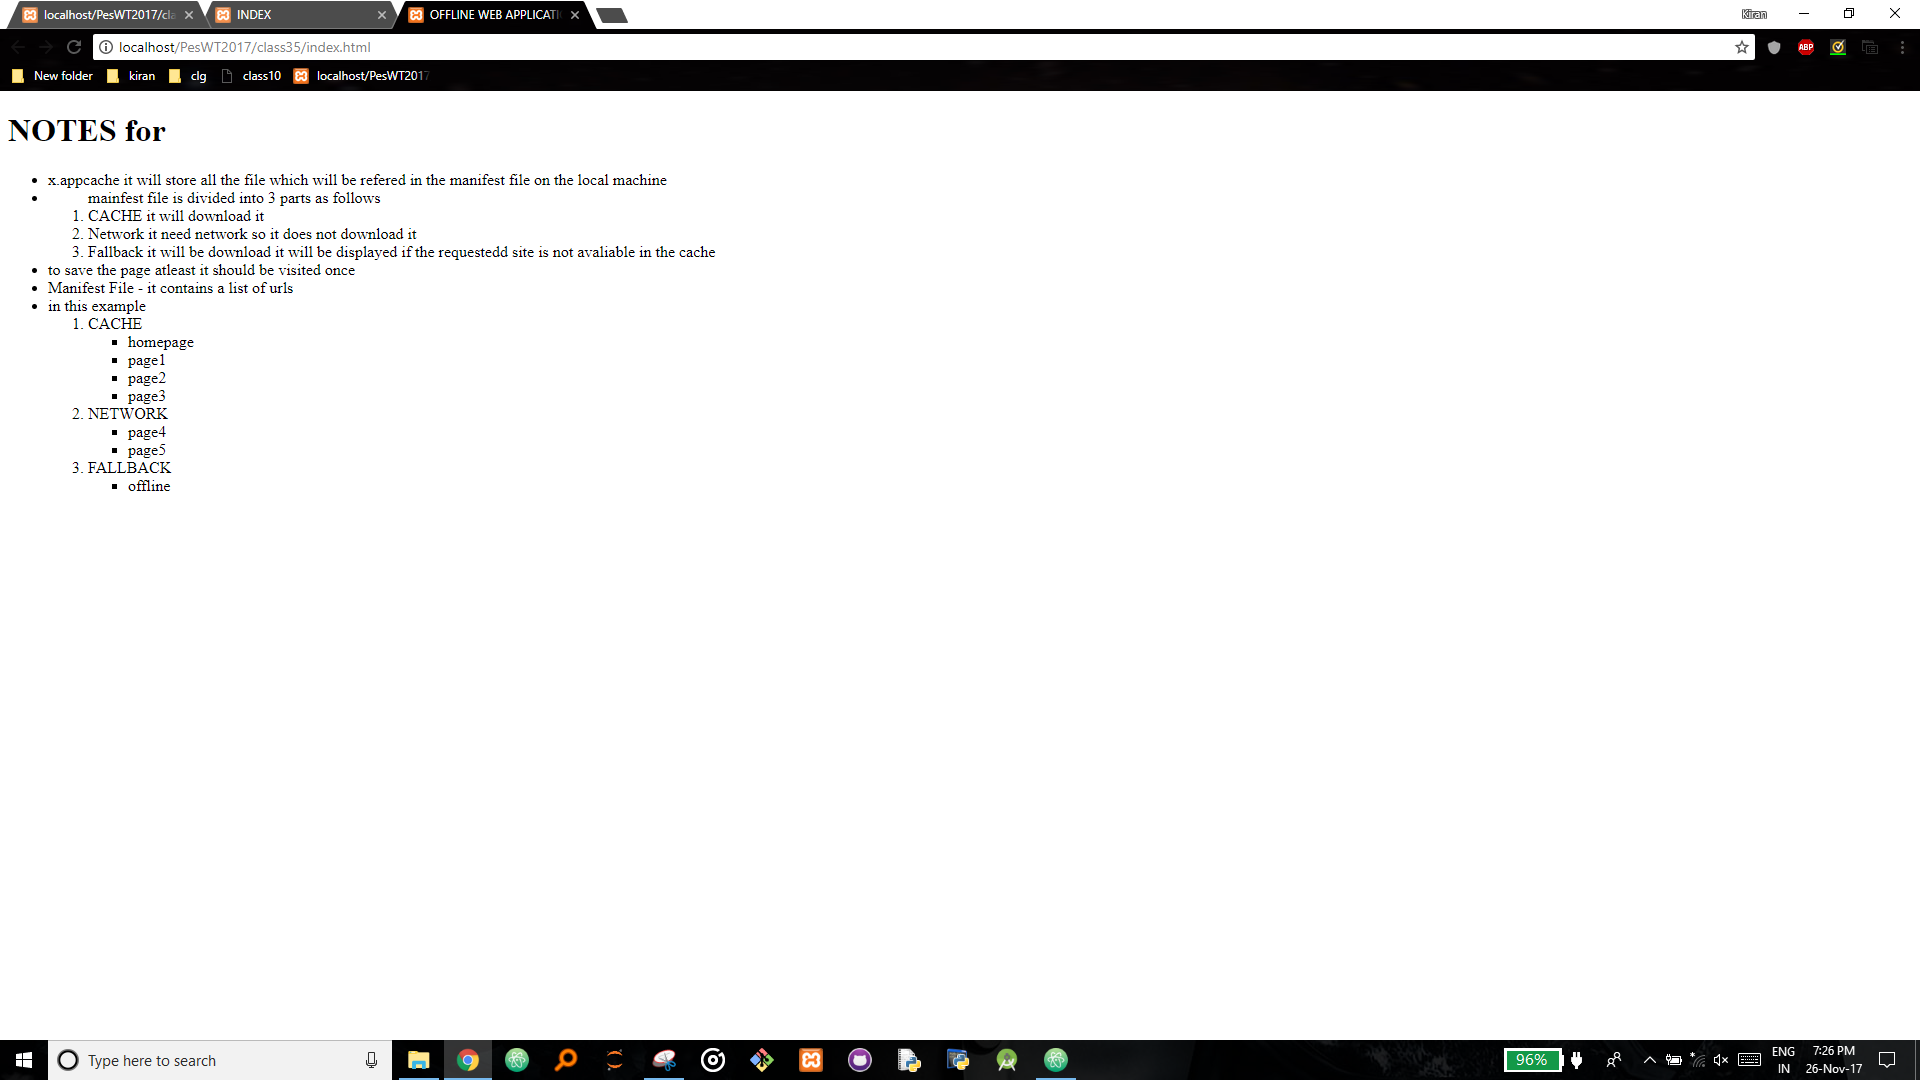 localhost/PesWT2017/cla
INDEX
OFFLINE WEB APPLICATI
Kiran
localhost/PesWT2017/class35/index.html
ABP
New folder
kiran
clg
class10
localhost/PesWT2017
NOTES for
x.appcache it will store all the file which will be refered in the manifest file on the local machine
mainfest file is divided into 3 parts as follows
1. CACHE it will download it
2. Network it need network so it does not download it
3. Fallback it will be download it will be displayed if the requestedd site is not avaliable in the cache
to save the page atleast it should be visited once
Manifest File - it contains a list of urls
in this example
1. CACHE
homepage
page1
page2
page3
2. NETWORK
page4
page5
3. FALLBACK
offline
Type here to search
96%
ENG
IN
7:26 PM
26-Nov-17